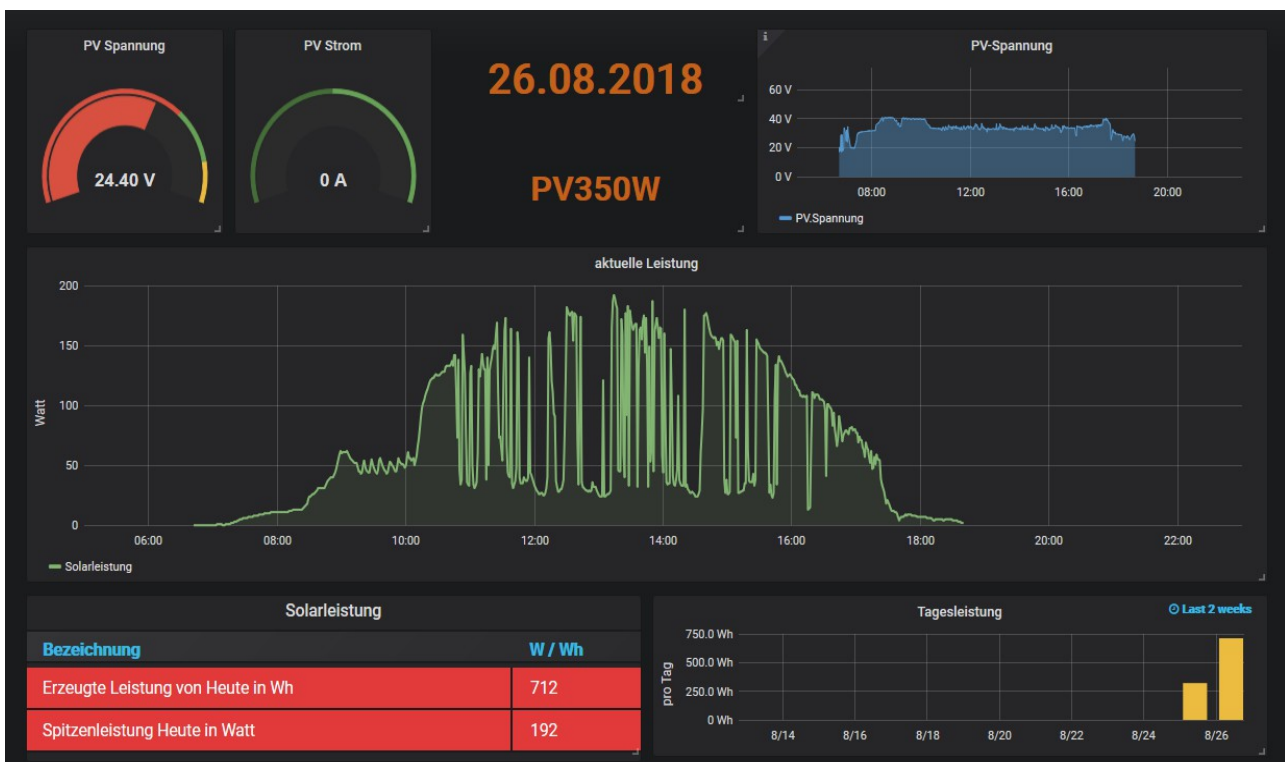 PV Spannung
24.40 V
PV Strom
0 A
26.08.2018
PV350W
i
PV-Spannung
60 V
40 V
20 V
0 V
08:00 12:00 16:00 20:00
PV.Spannung
aktuelle Leistung
Watt
200
150
100
50
0
06:00 08:00 10:00 12:00 14:00 16:00 18:00 20:00 22:00
Solarleistung
Solarleistung
Bezeichnung W / Wh
Erzeugte Leistung von Heute in Wh 712
Spitzenleistung Heute in Watt 192
Tagesleistung
Last 2 weeks
pro Tag
750.0 Wh
500.0 Wh
250.0 Wh
0 Wh
8/14 8/16 8/18 8/20 8/22 8/24 8/26